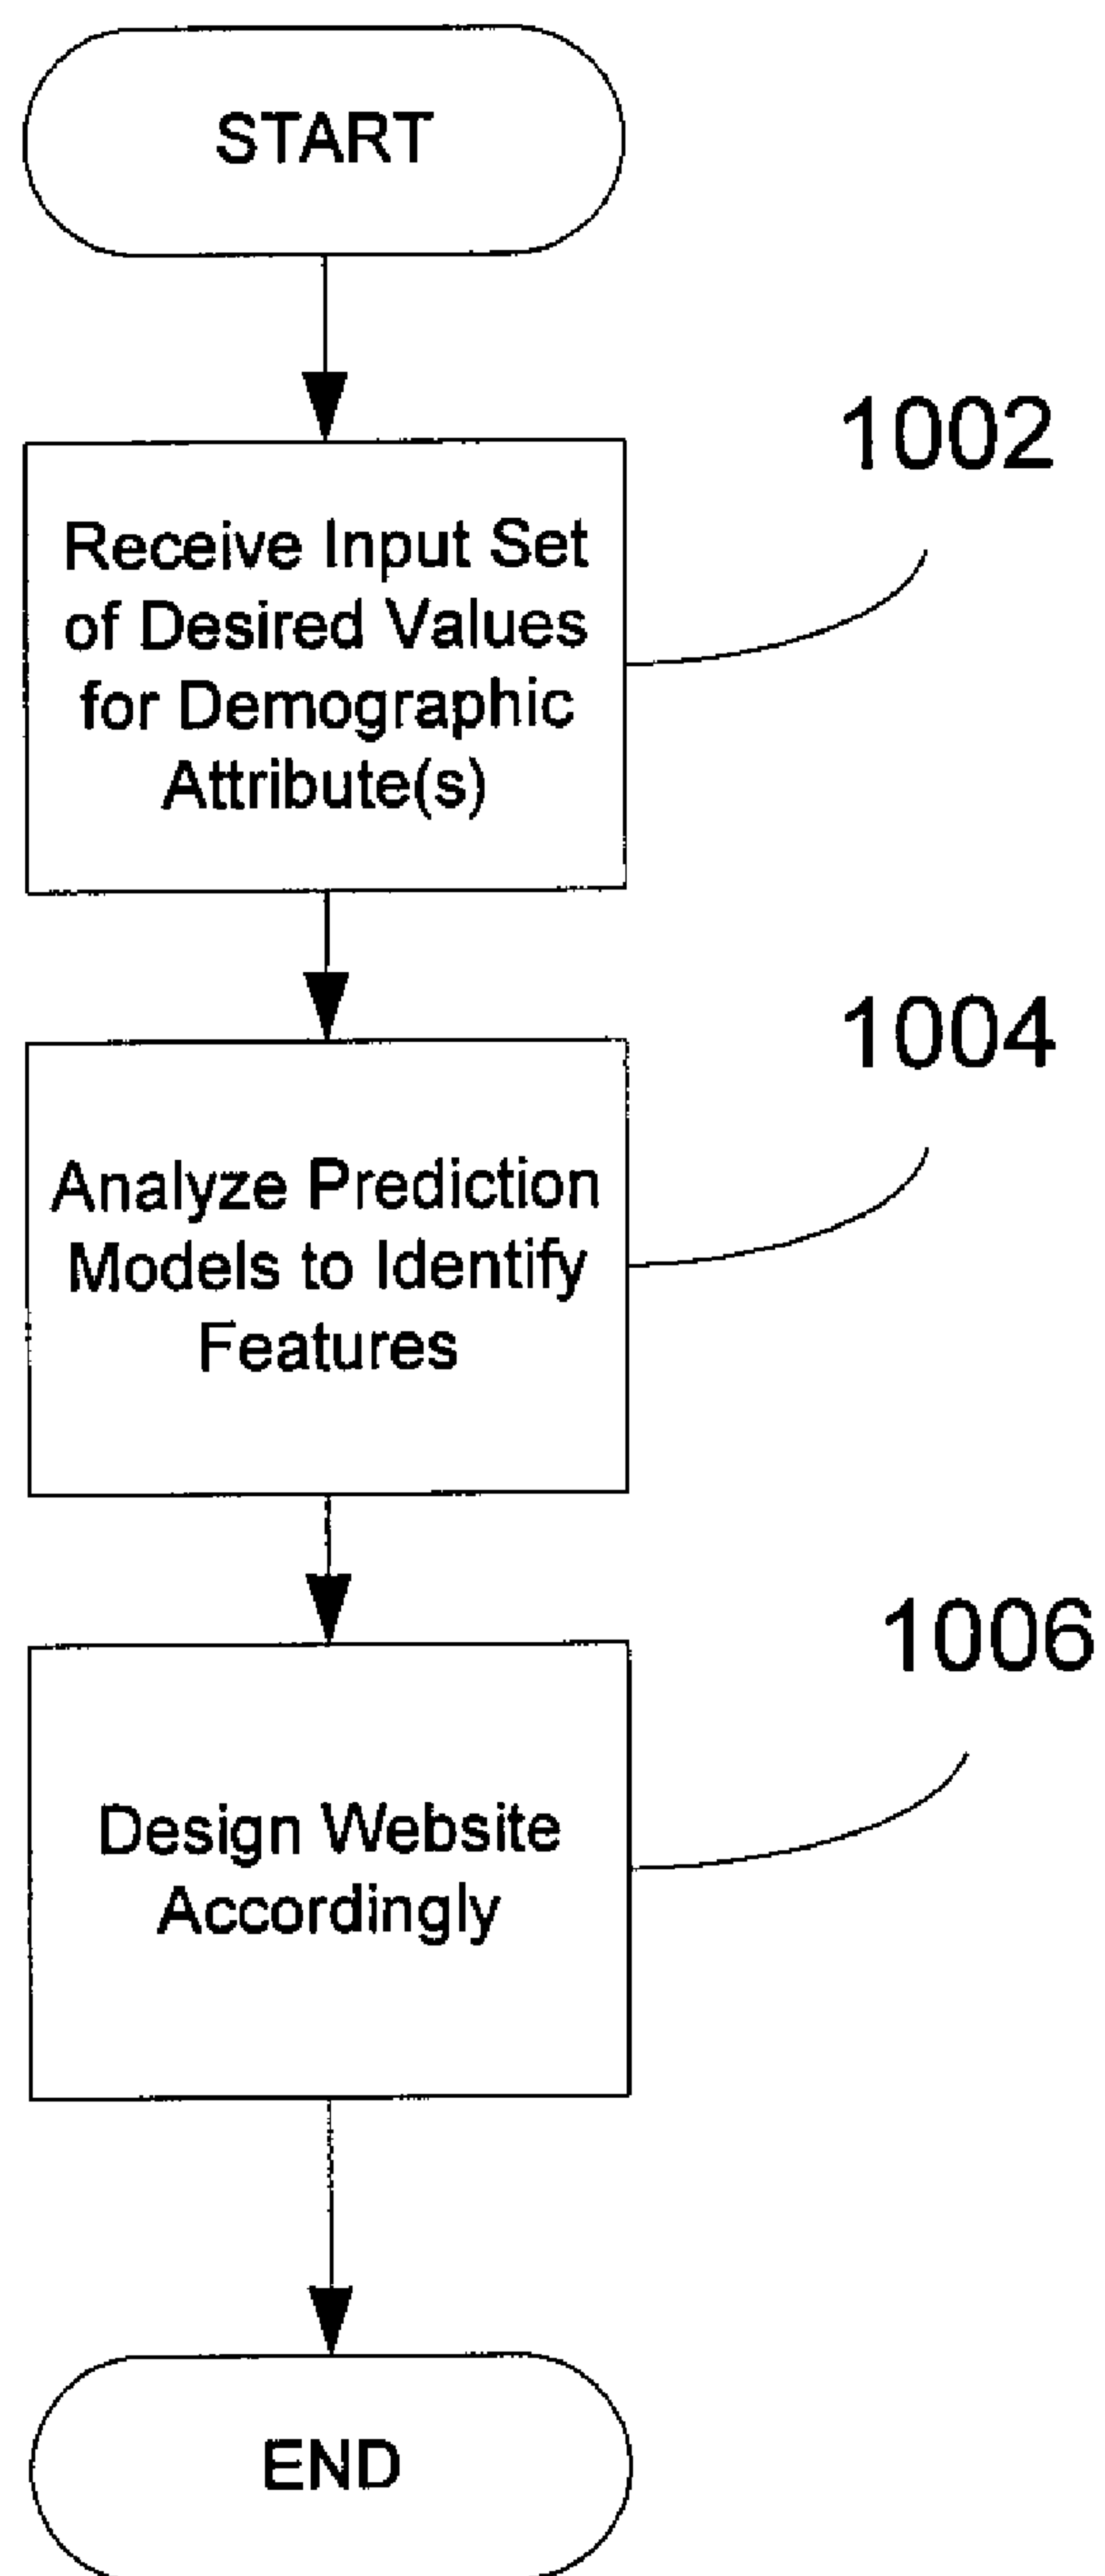 START
1002
Receive Input Set
of Desired Values
for Demographic
Attribute(s)
1004
Analyze Prediction
Models to Identify
Features
1006
Design Website
Accordingly
END